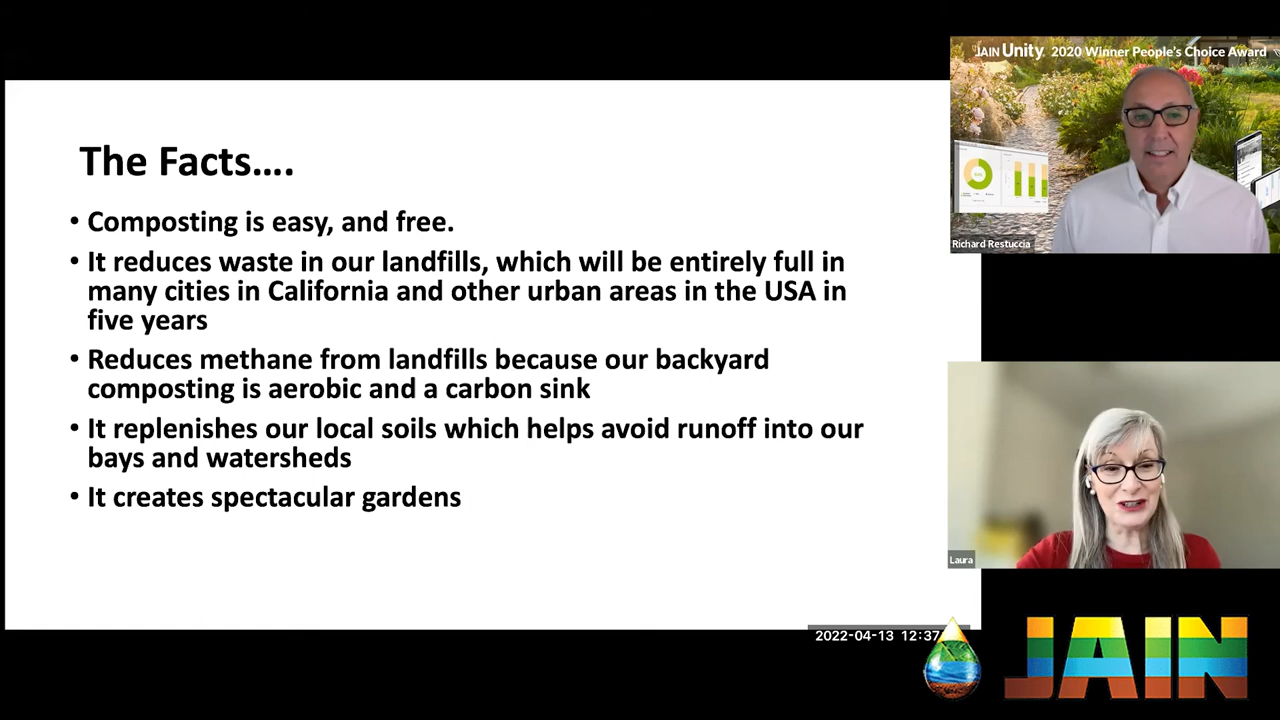 JAIN Unity. 2020 Winner People's Choice Award
The Facts....
• Composting is easy, and free.
• It reduces waste in our landfills, which will be entirely full in
many cities in California and other urban areas in the USA in
five years
• Reduces methane from landfills because our backyard
composting is aerobic and a carbon sink
• It replenishes our local soils which helps avoid runoff into our
bays and watersheds
• It creates spectacular gardens
Richard Restuccia
Laura
2022-04-13 12:37
JAIN